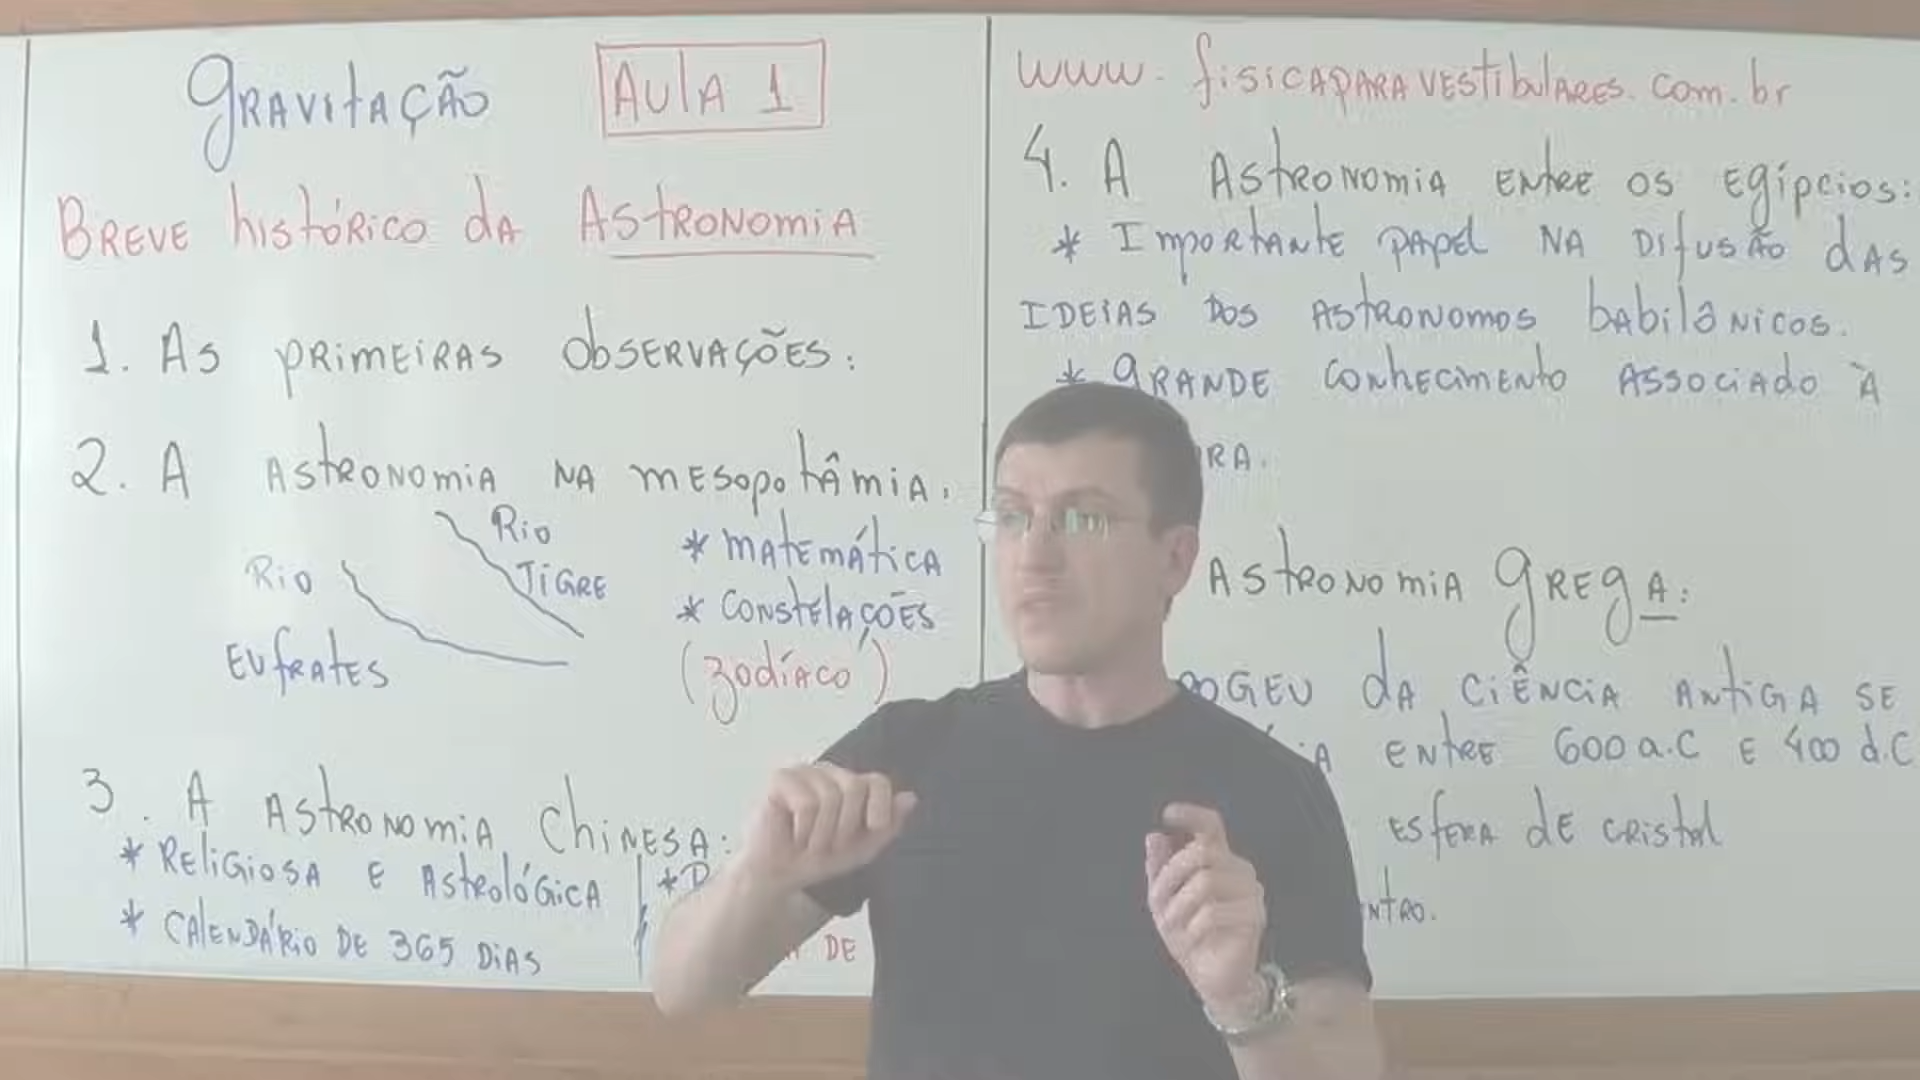 Gravitação
Aula 1
Breve histórico da Astronomia
1. As primeiras observações:
2. A Astronomia na mesopotâmia.
Rio
Tigre
Rio
Eufrates
* matemática
* Constelações
(zodíaco)
3. A Astronomia Chinesa:
* Religiosa e Astrológica
* Calendário de 365 dias
DE
www.fisicaparavestibulares.com.br
4. A Astronomia entre os egípcios:
* Importante papel na difusão das
ideias dos astronomos babilônicos.
* Grande conhecimento associado à
Astronomia Grega:
da ciência antiga se
entre 600 a.C e 400 d.C
esfera de cristal